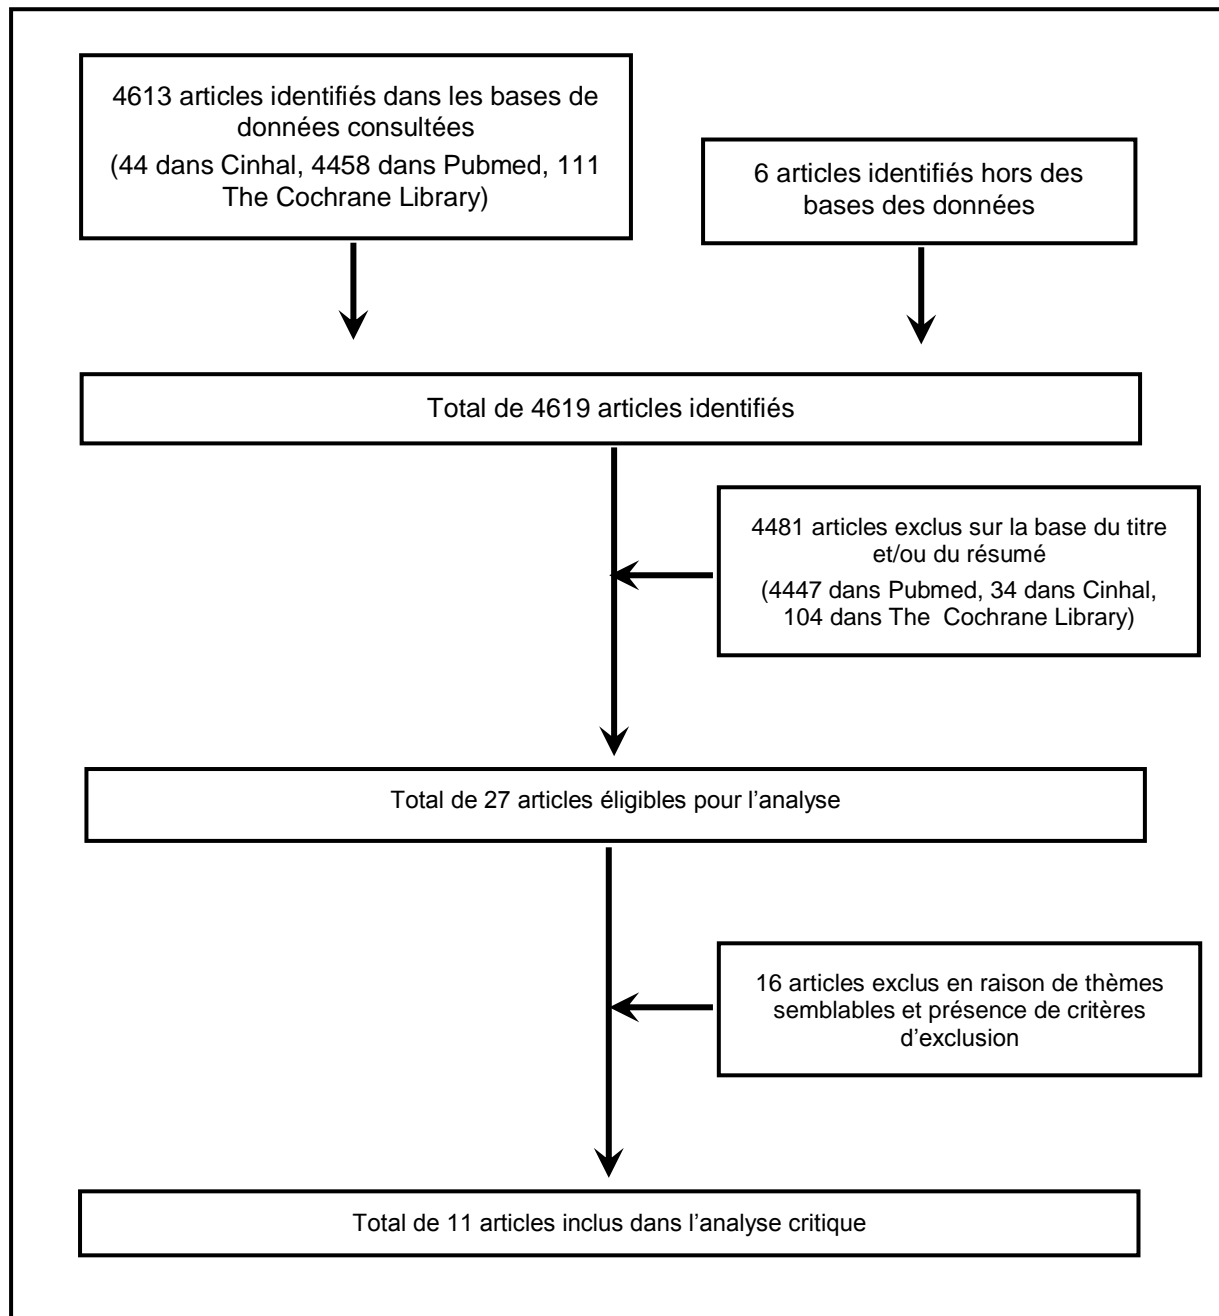 4613 articles identifiés dans les bases de
données consultées
(44 dans Cinhal, 4458 dans Pubmed, 111
The Cochrane Library)
6 articles identifiés hors des
bases des données
Total de 4619 articles identifiés
4481 articles exclus sur la base du titre
et/ou du résumé
(4447 dans Pubmed, 34 dans Cinhal,
104 dans The Cochrane Library)
Total de 27 articles éligibles pour l’analyse
16 articles exclus en raison de thèmes
semblables et présence de critères
d’exclusion
Total de 11 articles inclus dans l’analyse critique